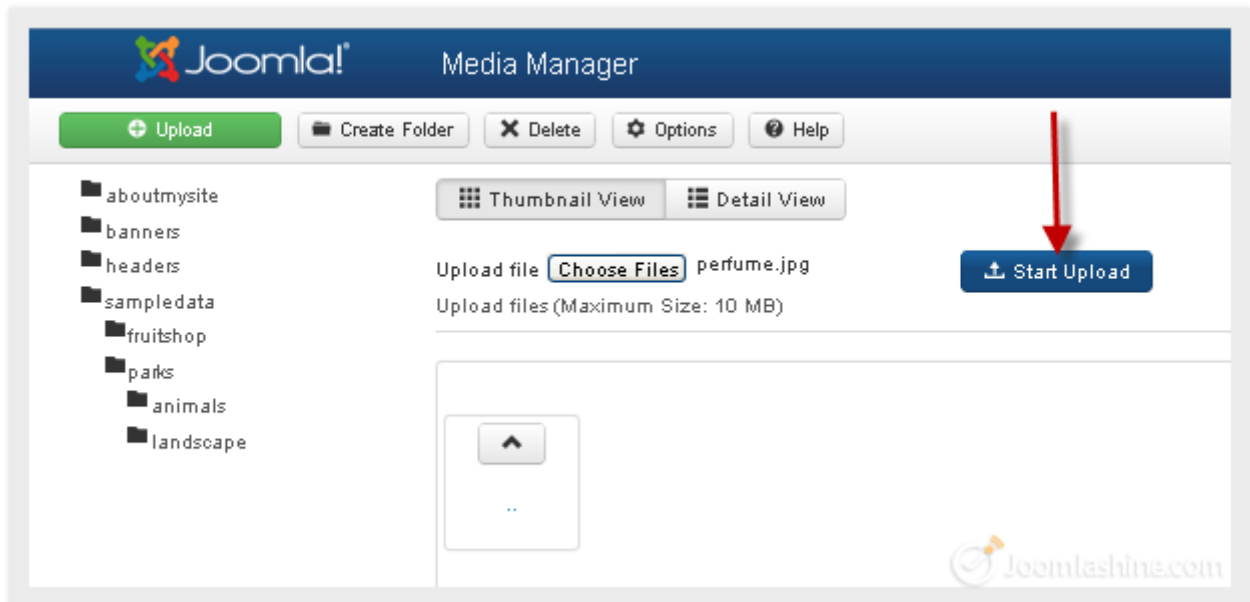 Joomla! Media Manager
Upload Create Folder Delete Options Help
aboutmysite
banners
headers
sampledata
fruitshop
parks
animals
landscape
Thumbnail View Detail View
Upload file Choose Files perfume.jpg Start Upload
Upload files (Maximum Size: 10 MB)
..
Joomlashine.com